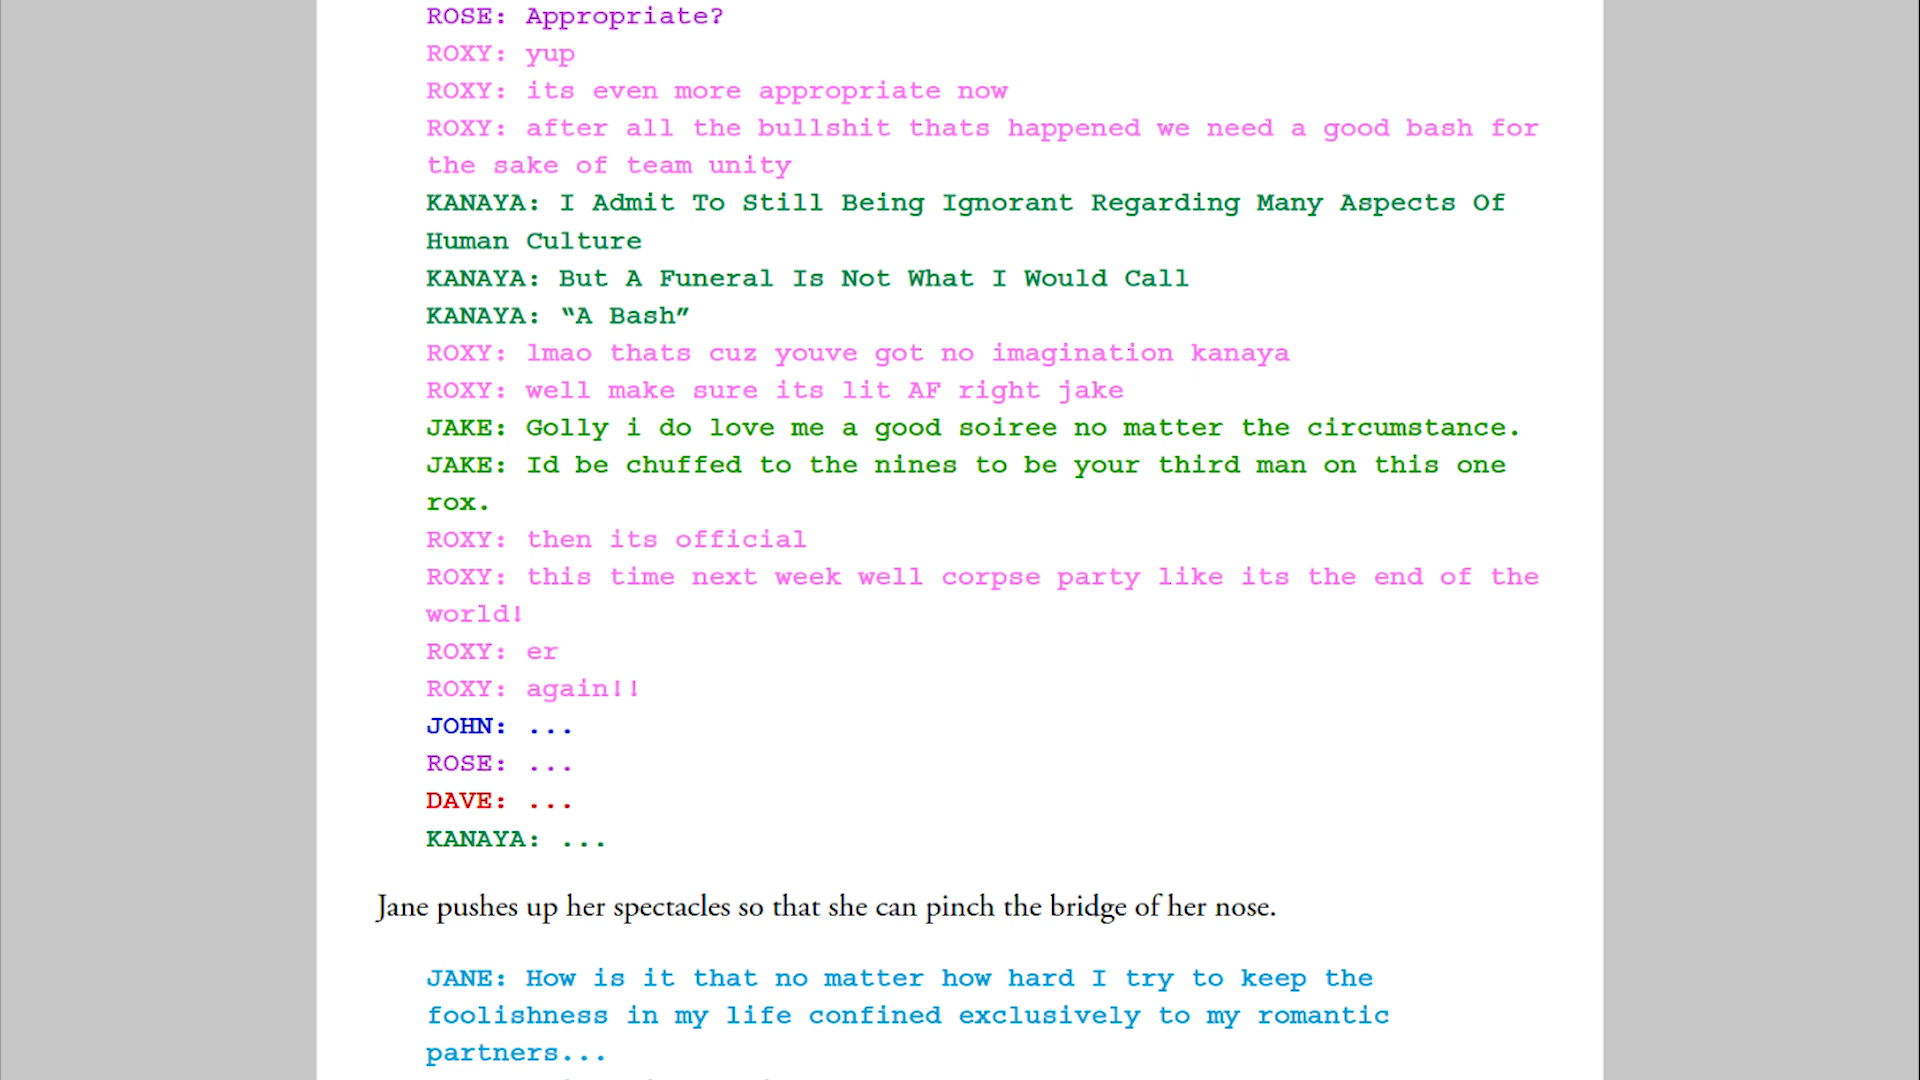 ROSE: Appropriate?
ROXY: yup
ROXY: its even more appropriate now
ROXY: after all the bullshit thats happened we need a good bash for
the sake of team unity
KANAYA: I Admit To Still Being Ignorant Regarding Many Aspects Of
Human Culture
KANAYA: But A Funeral Is Not What I Would Call
KANAYA: “A Bash”
ROXY: lmao thats cuz youve got no imagination kanaya
ROXY: well make sure its lit AF right jake
JAKE: Golly i do love me a good soiree no matter the circumstance.
JAKE: Id be chuffed to the nines to be your third man on this one
rox.
ROXY: then its official
ROXY: this time next week well corpse party like its the end of the
world!
ROXY: er
ROXY: again!!
JOHN: ...
ROSE: ...
DAVE: ...
KANAYA: ...
Jane pushes up her spectacles so that she can pinch the bridge of her nose.
JANE: How is it that no matter how hard I try to keep the
foolishness in my life confined exclusively to my romantic
partners...